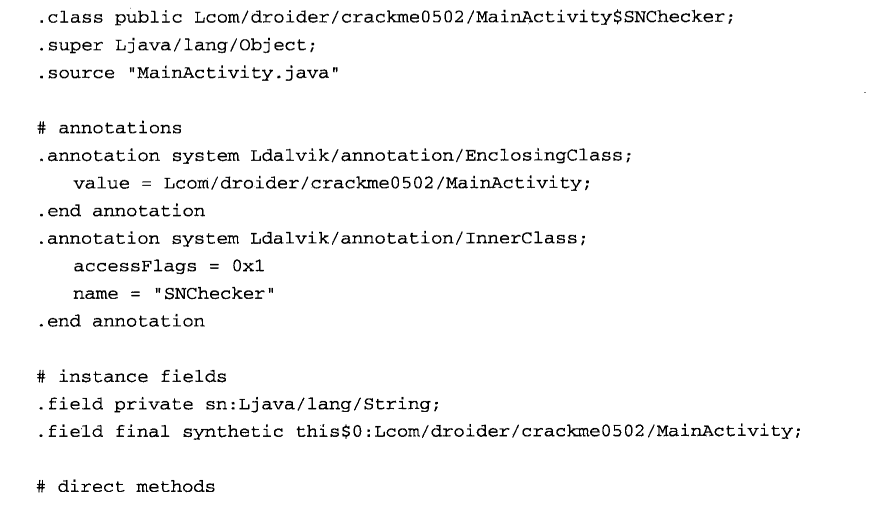 .class public Lcom/droider/crackme0502/MainActivity$SNChecker;
.super Ljava/lang/Object;
.source "MainActivity.java"
# annotations
.annotation system Ldalvik/annotation/EnclosingClass;
value = Lcom/droider/crackme0502/MainActivity;
.end annotation
.annotation system Ldalvik/annotation/InnerClass;
accessFlags = 0x1
name = "SNChecker"
.end annotation
# instance fields
.field private sn:Ljava/lang/String;
.field final synthetic this$0:Lcom/droider/crackme0502/MainActivity;
# direct methods